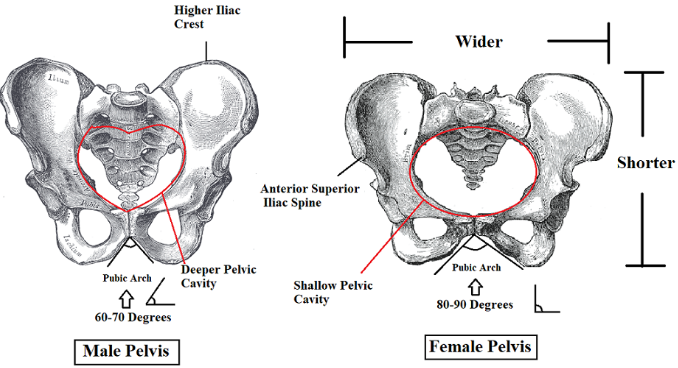 Higher Iliac
Crest
Ilium
Deeper Pelvic
Cavity
Pubic Arch
60-70 Degrees
Male Pelvis
Wider
Shorter
Anterior Superior
Iliac Spine
Shallow Pelvic
Cavity
Pubic Arch
80-90 Degrees
Female Pelvis